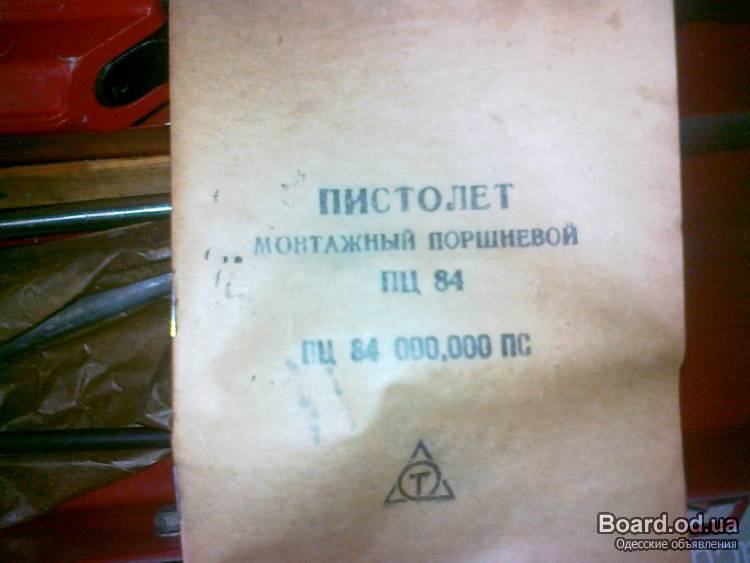 ПИСТОЛЕТ
МОНТАЖНЫЙ ПОРШНЕВОЙ
ПЦ 84
ПЦ 84 000,000 ПС
Т
Board.od.ua
Одесские объявления